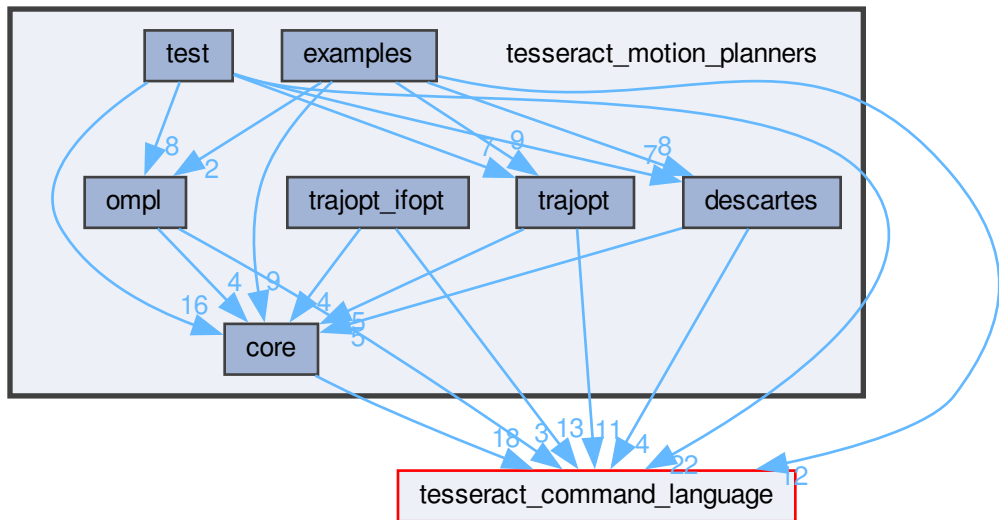 test
examples
tesseract_motion_planners
8
2
7
9
7
8
ompl
trajopt_ifopt
trajopt
descartes
16
4
9
4
5
5
core
18
3
13
11
4
22
12
tesseract_command_language